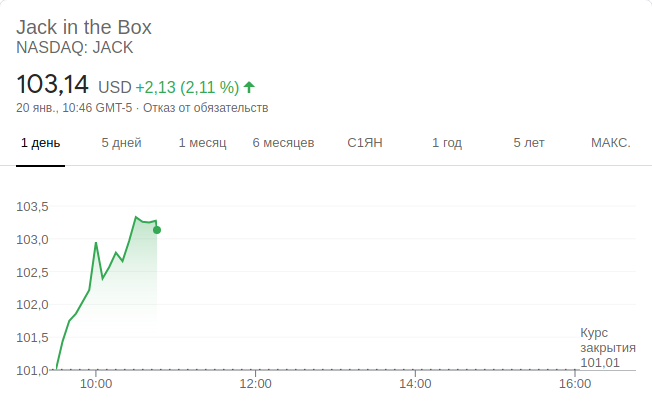 Jack in the Box
NASDAQ: JACK
103,14 USD +2,13 (2,11 %)
20 янв., 10:46 GMT-5 · Отказ от обязательств
1 день 5 дней 1 месяц 6 месяцев С1ЯН 1 год 5 лет МАКС.
103,5
103,0
102,5
102,0
101,5
101,0
Курс
закрытия
101,01
10:00 12:00 14:00 16:00